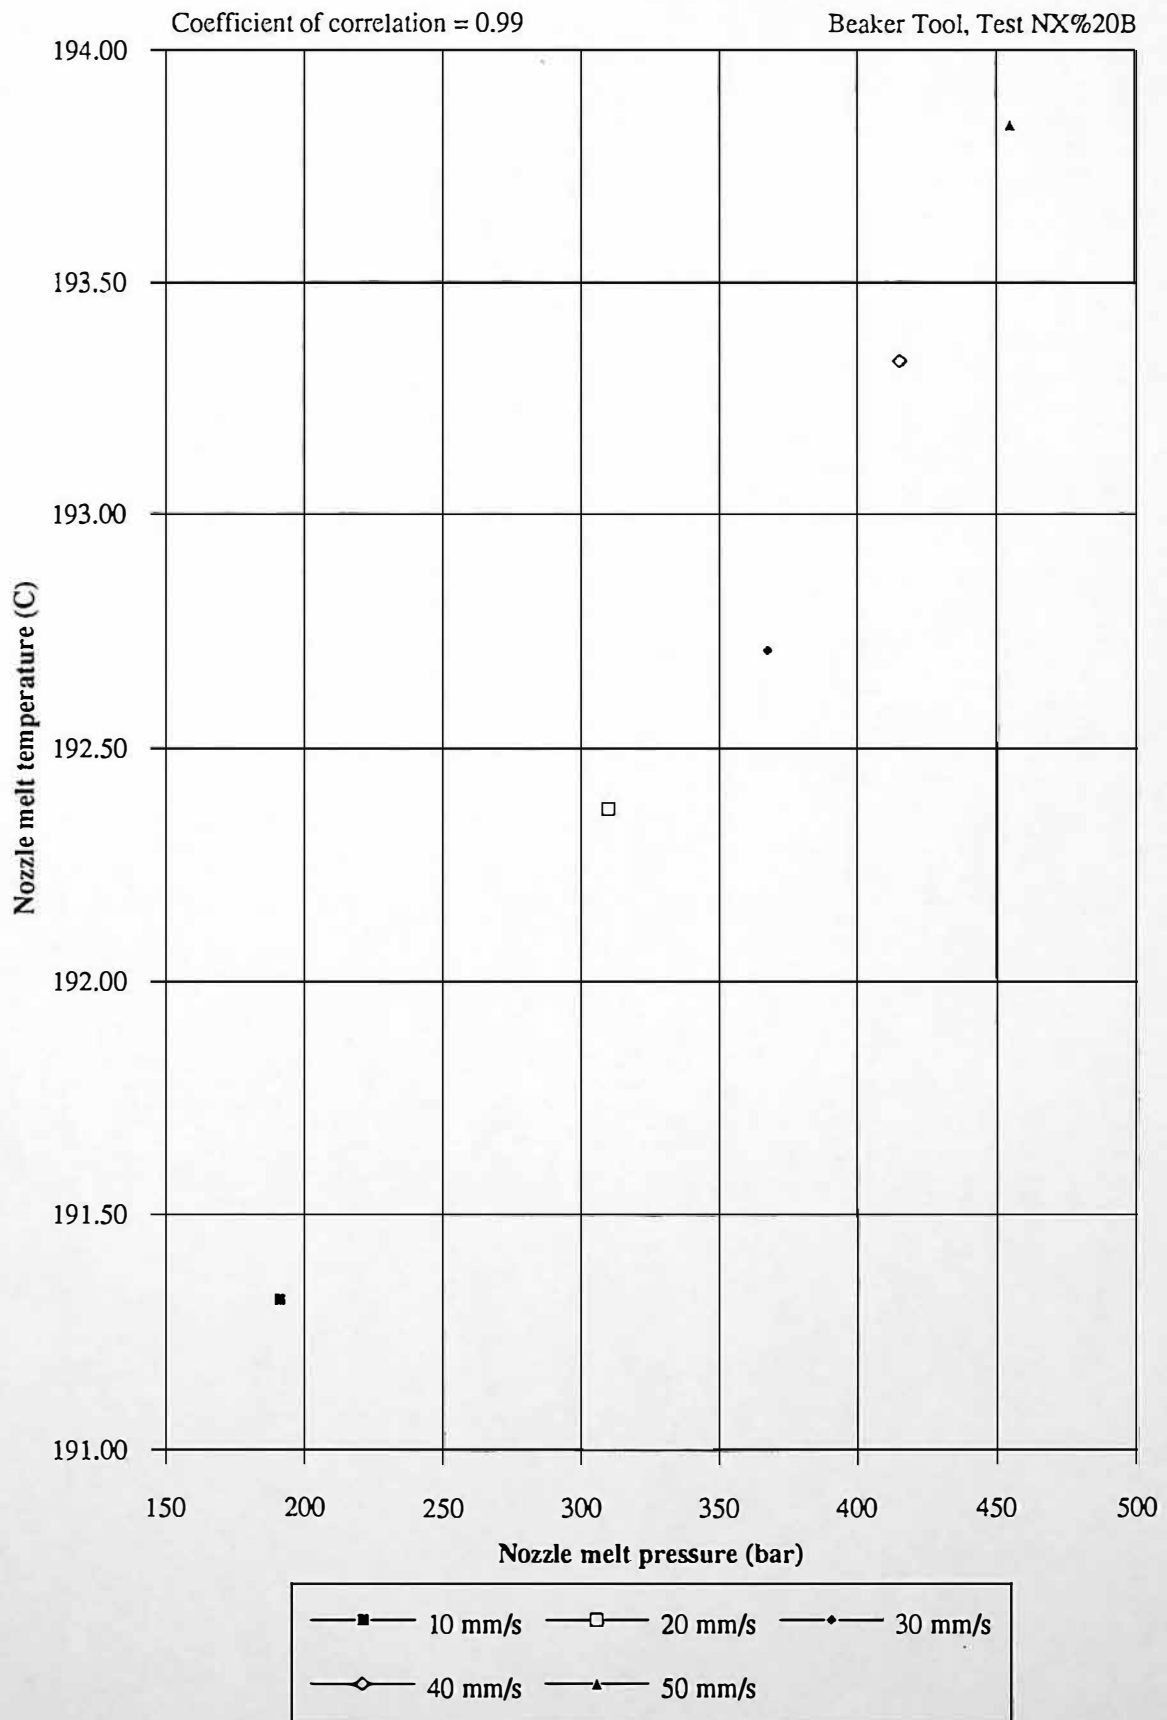 Coefficient of correlation = 0.99 Beaker Tool, Test NX%20B
194.00
193.50
193.00
192.50
192.00
191.50
191.00
Nozzle melt temperature (C)
150 200 250 300 350 400 450 500
Nozzle melt pressure (bar)
10 mm/s 20 mm/s 30 mm/s
40 mm/s 50 mm/s